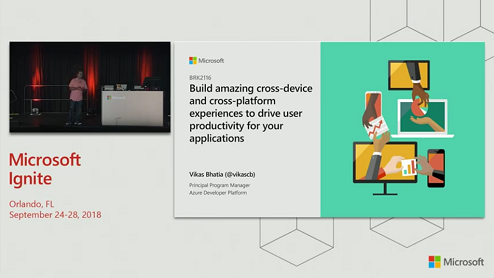 Microsoft
BRK2116
Build amazing cross-device
and cross-platform
experiences to drive user
productivity for your
applications
Vikas Bhatia (@vikascb)
Principal Program Manager
Azure Developer Platform
Microsoft
Ignite
Orlando, FL
September 24-28, 2018
Microsoft